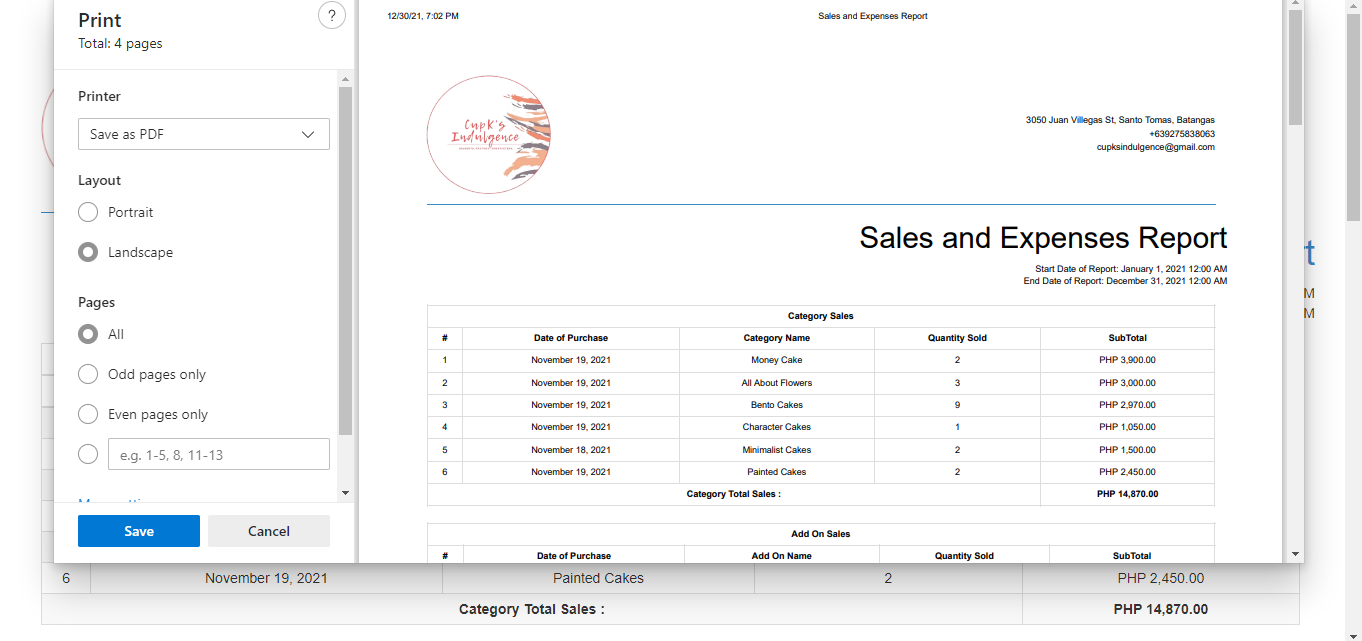 Print
?
Total: 4 pages
Printer
Save as PDF
Layout
Portrait
Landscape
Pages
All
Odd pages only
Even pages only
e.g. 1-5, 8, 11-13
Save
Cancel
12/30/21, 7:02 PM
Sales and Expenses Report
CupK's
Indulgence
3050 Juan Villegas St, Santo Tomas, Batangas
+639275838063
cupksindulgence@gmail.com
Sales and Expenses Report
Start Date of Report: January 1, 2021 12:00 AM
End Date of Report: December 31, 2021 12:00 AM
Category Sales
# Date of Purchase Category Name Quantity Sold SubTotal
1 November 19, 2021 Money Cake 2 PHP 3,900.00
2 November 19, 2021 All About Flowers 3 PHP 3,000.00
3 November 19, 2021 Bento Cakes 9 PHP 2,970.00
4 November 19, 2021 Character Cakes 1 PHP 1,050.00
5 November 18, 2021 Minimalist Cakes 2 PHP 1,500.00
6 November 19, 2021 Painted Cakes 2 PHP 2,450.00
Category Total Sales : PHP 14,870.00
Add On Sales
# Date of Purchase Add On Name Quantity Sold SubTotal
t
M
M
6 November 19, 2021 Painted Cakes 2 PHP 2,450.00
Category Total Sales : PHP 14,870.00